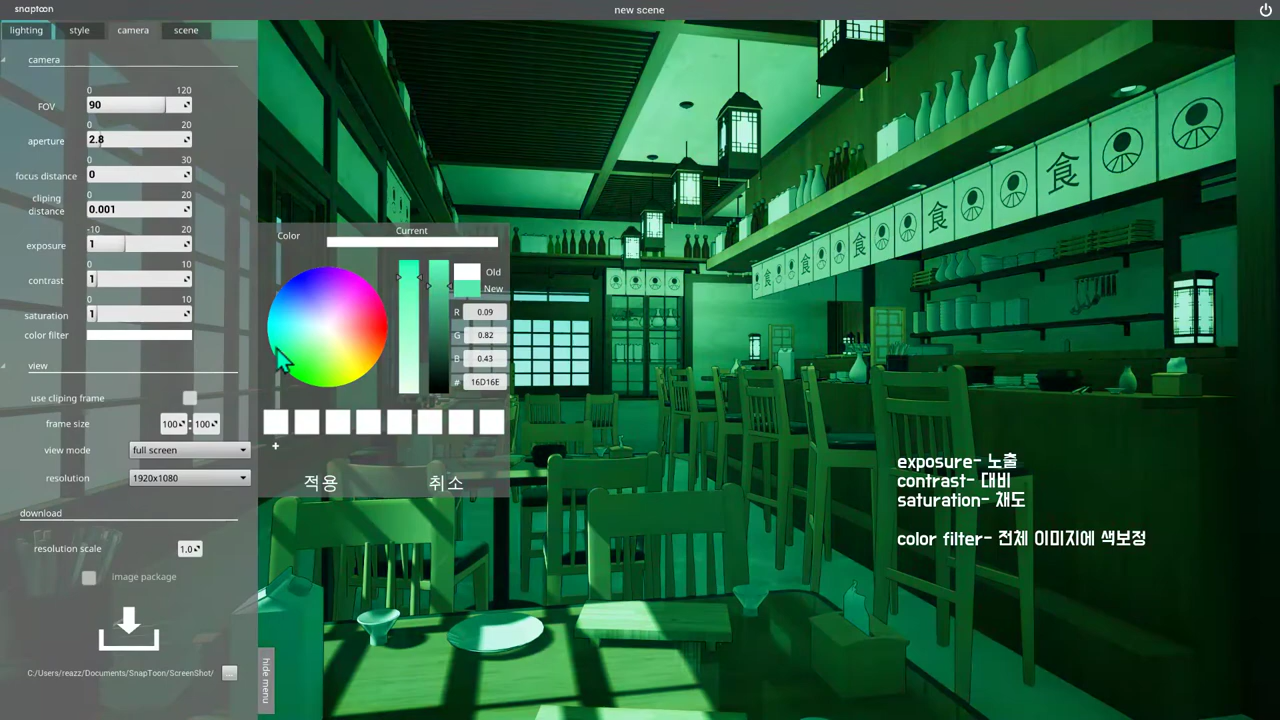 snaptoon
new scene
lighting
style
camera
scene
camera
0 120
FOV 90
0 20
aperture 2.8
0 30
focus distance 0
0 20
cliping distance 0.001
-10 20
exposure 1
0 10
contrast 1
0 10
saturation 1
color filter
view
use cliping frame
frame size 100 : 100
view mode full screen
resolution 1920x1080
download
resolution scale 1.0
image package
C:/Users/reazz/Documents/SnapToon/ScreenShot/ ...
hide menu
Color
Current
Old
New
R 0.09
G 0.82
B 0.43
# 16D16E
+
적용 취소
食
食
食
食
exposure- 노출
contrast- 대비
saturation- 채도
color filter- 전체 이미지에 색보정